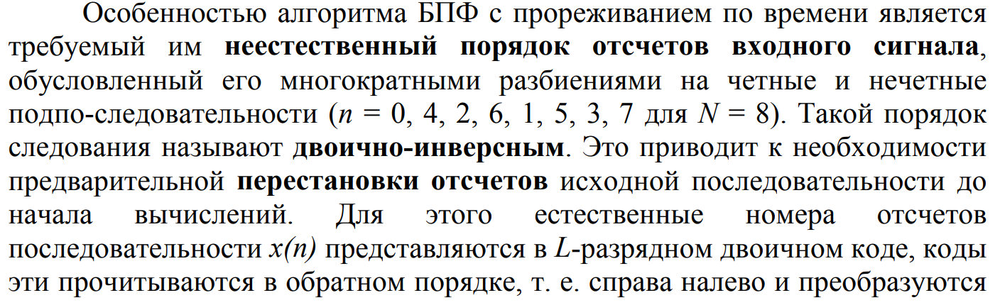 Особенностью алгоритма БПФ с прореживанием по времени является
требуемый им неестественный порядок отсчетов входного сигнала,
обусловленный его многократными разбиениями на четные и нечетные
подпо-следовательности (n = 0, 4, 2, 6, 1, 5, 3, 7 для N = 8). Такой порядок
следования называют двоично-инверсным. Это приводит к необходимости
предварительной перестановки отсчетов исходной последовательности до
начала вычислений. Для этого естественные номера отсчетов
последовательности x(n) представляются в L-разрядном двоичном коде, коды
эти прочитываются в обратном порядке, т. е. справа налево и преобразуются